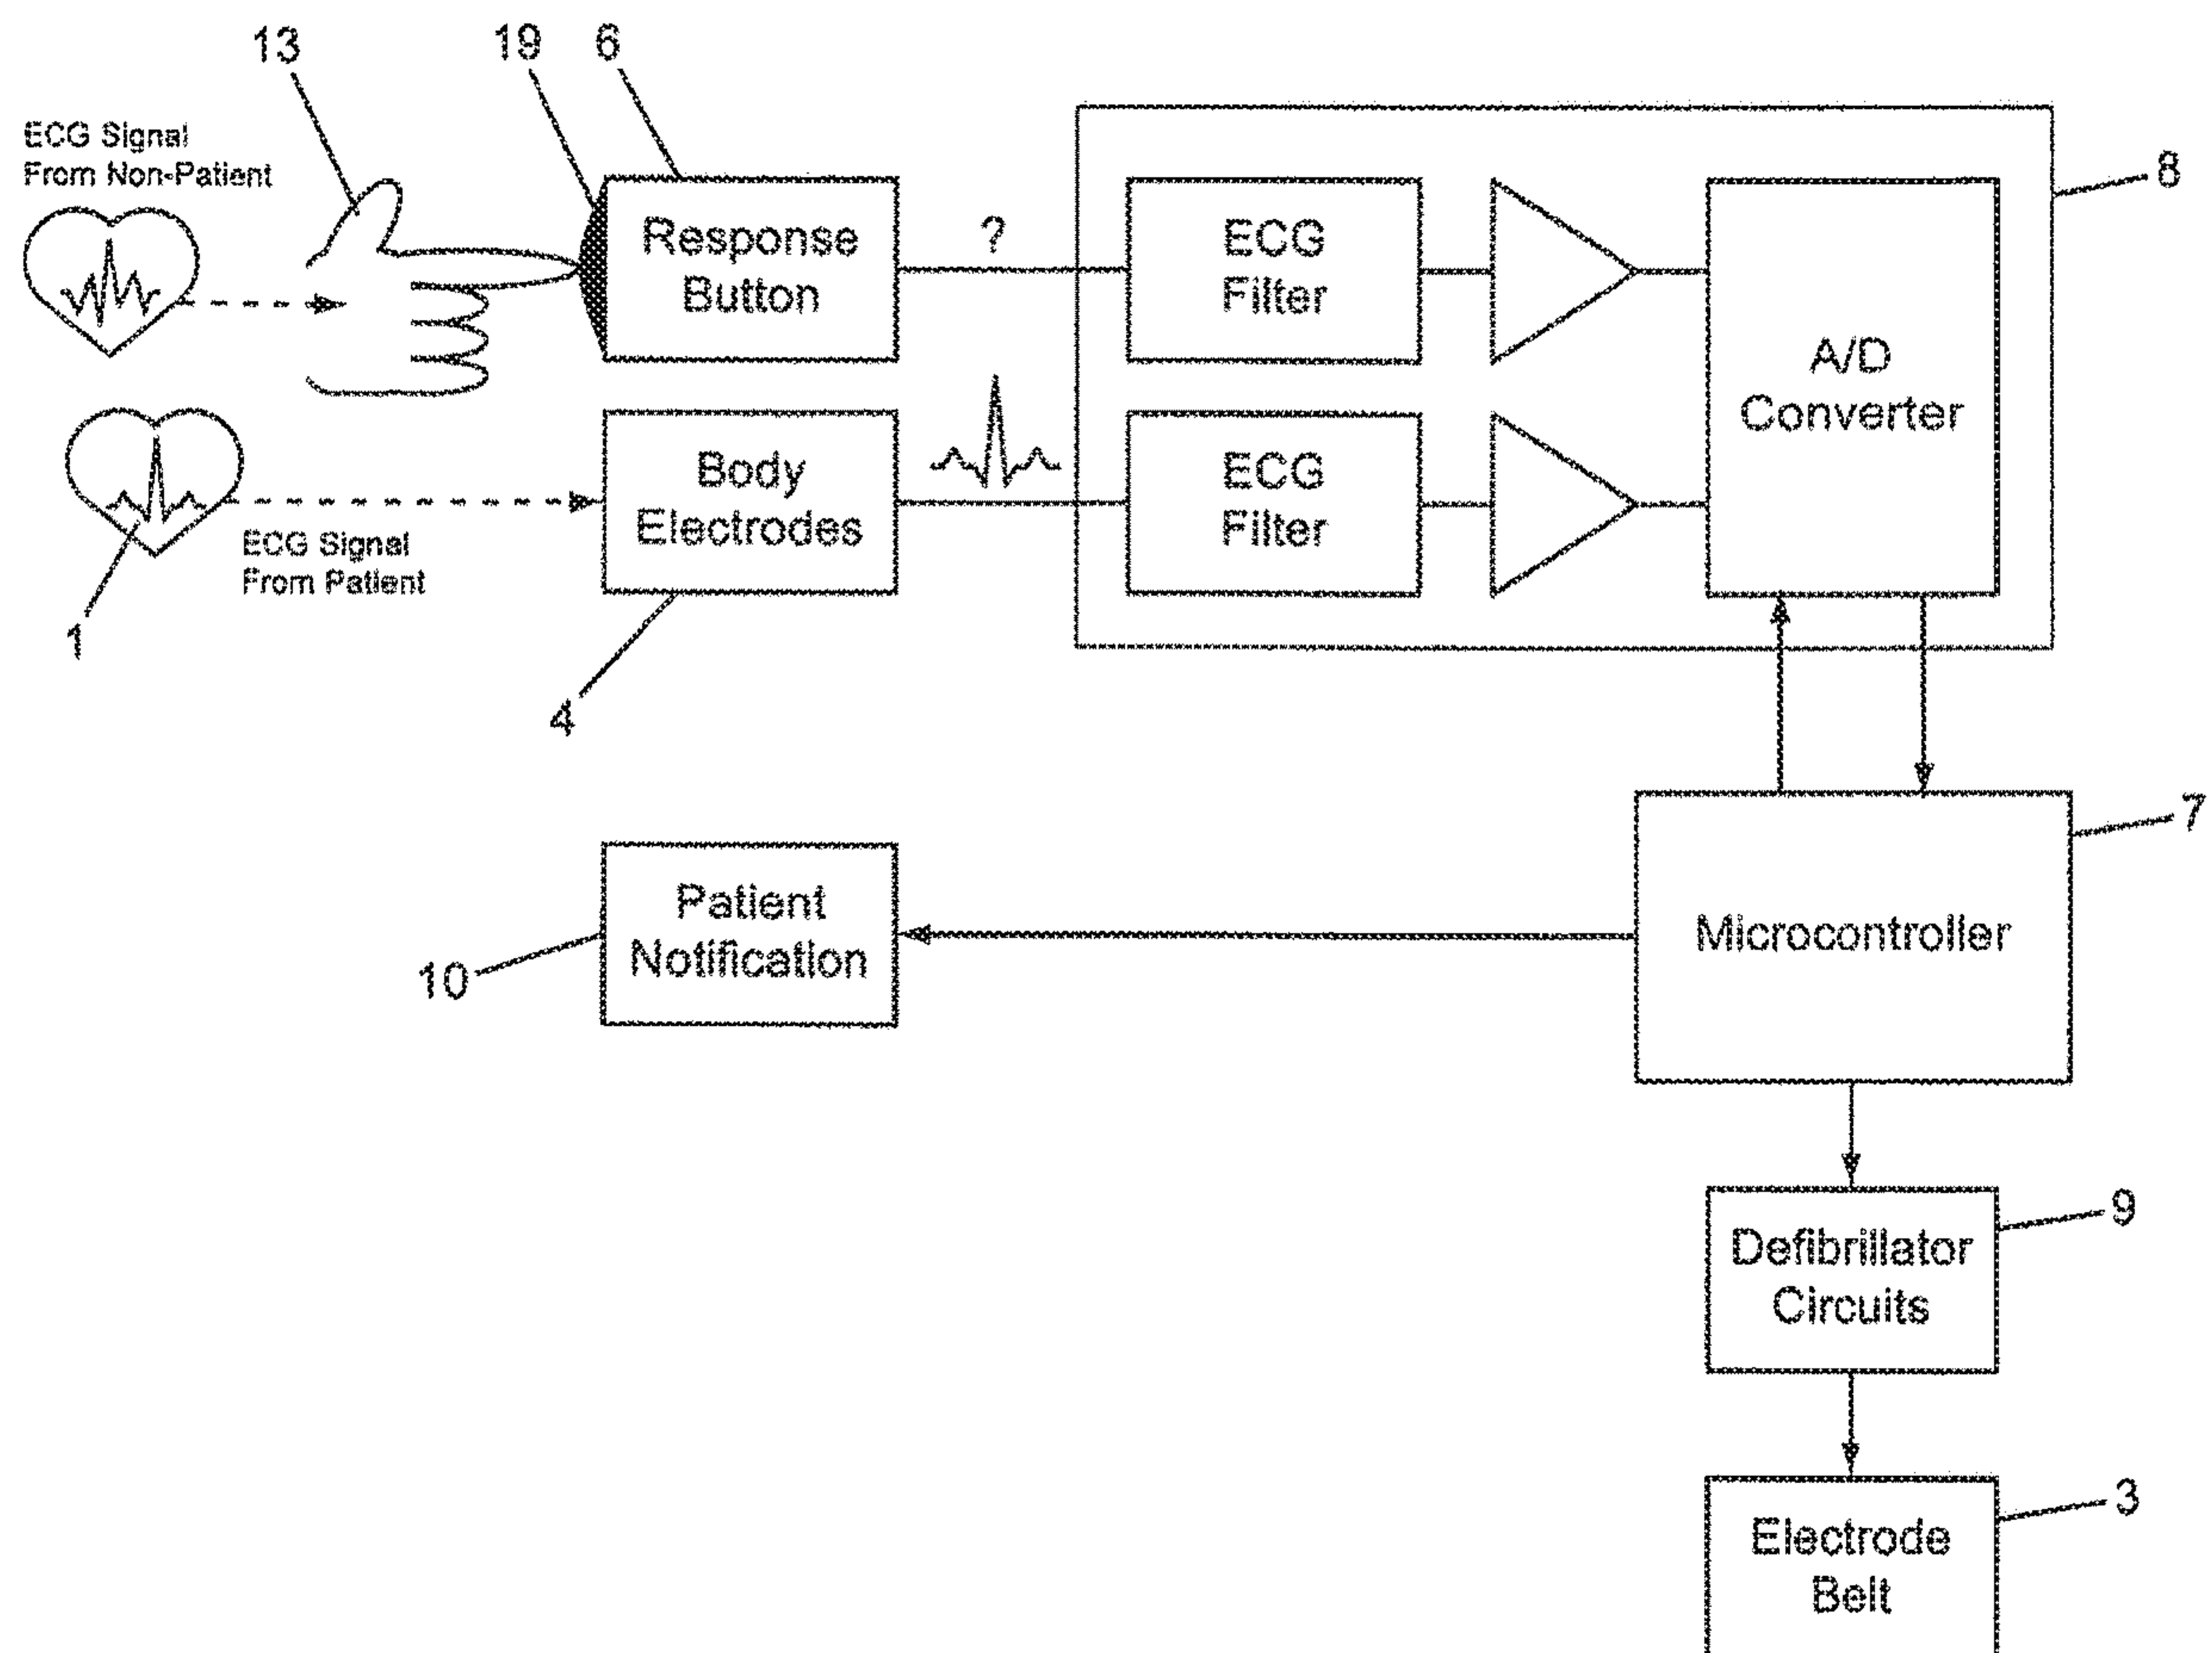 13
19
6
ECG Signal
From Non-Patient
8
Response
Button
?
ECG
Filter
A/D
Converter
Body
Electrodes
ECG
Filter
ECG Signal
From Patient
1
4
7
Patient
Notification
10
Microcontroller
9
Defibrillator
Circuits
3
Electrode
Belt